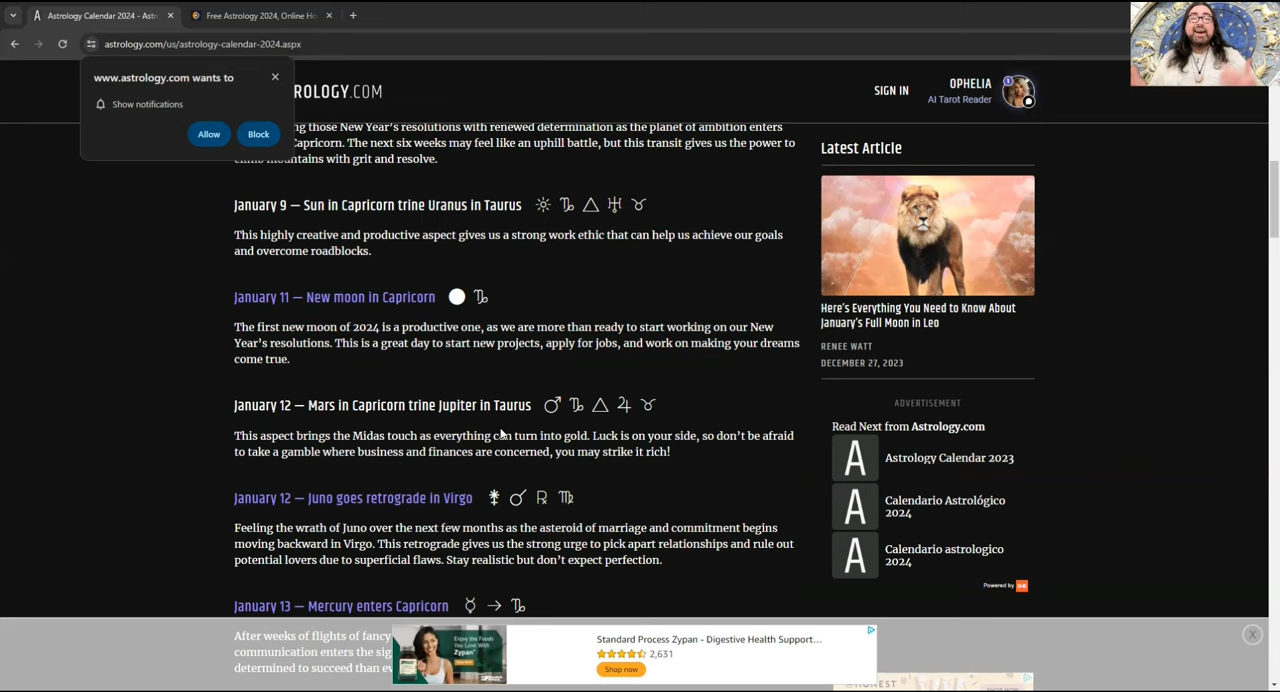 Astrology Calendar 2024 - Astr
Free Astrology 2024, Online Ho
astrology.com/us/astrology-calendar-2024.aspx
www.astrology.com wants to
Show notifications
Allow
Block
ROLOGY.COM
SIGN IN
OPHELIA
AI Tarot Reader
1
ing those New Year's resolutions with renewed determination as the planet of ambition enters
Capricorn. The next six weeks may feel like an uphill battle, but this transit gives us the power to
climb mountains with grit and resolve.
January 9 — Sun in Capricorn trine Uranus in Taurus
This highly creative and productive aspect gives us a strong work ethic that can help us achieve our goals
and overcome roadblocks.
January 11 — New moon in Capricorn
The first new moon of 2024 is a productive one, as we are more than ready to start working on our New
Year's resolutions. This is a great day to start new projects, apply for jobs, and work on making your dreams
come true.
January 12 — Mars in Capricorn trine Jupiter in Taurus
This aspect brings the Midas touch as everything can turn into gold. Luck is on your side, so don't be afraid
to take a gamble where business and finances are concerned, you may strike it rich!
January 12 — Juno goes retrograde in Virgo
Feeling the wrath of Juno over the next few months as the asteroid of marriage and commitment begins
moving backward in Virgo. This retrograde gives us the strong urge to pick apart relationships and rule out
potential lovers due to superficial flaws. Stay realistic but don't expect perfection.
January 13 — Mercury enters Capricorn
After weeks of flights of fancy
communication enters the sig
determined to succeed than ev
Latest Article
Here's Everything You Need to Know About
January's Full Moon in Leo
RENEE WATT
DECEMBER 27, 2023
ADVERTISEMENT
Read Next from Astrology.com
Astrology Calendar 2023
Calendario Astrológico
2024
Calendario astrologico
2024
Powered by
Enjoy the Foods
You Love With
Zypan
Standard Process Zypan - Digestive Health Support...
2,631
Shop now
HONEST